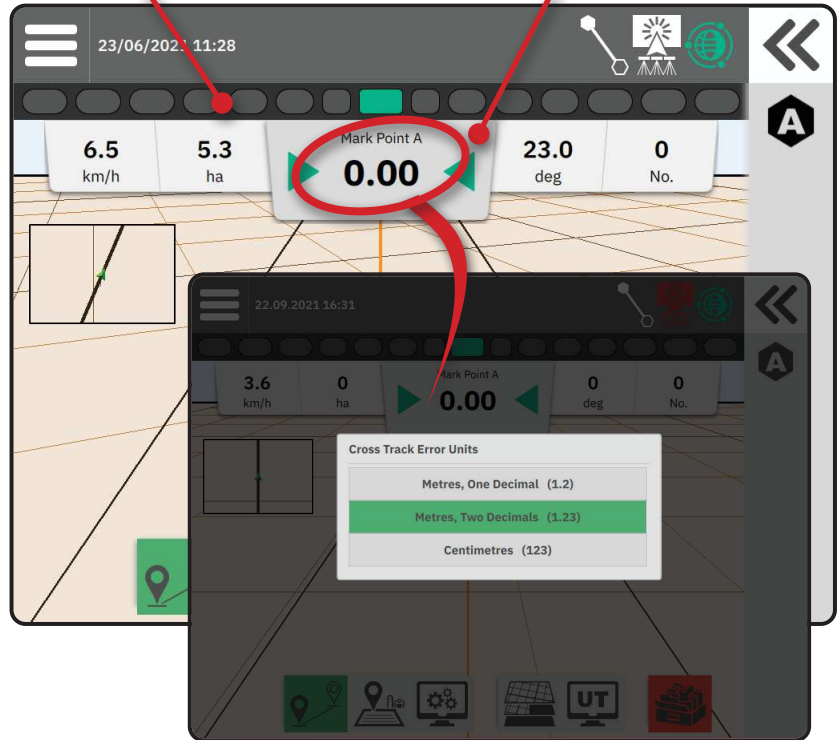 23/06/2021 11:28
A
Mark Point A
6.5
5.3
0.00
23.0
0
km/h
ha
deg
No.
22.09.2021 16:31
A
Mark Point A
3.6
0
0.00
0
0
km/h
ha
deg
No.
Cross Track Error Units
Metres, One Decimal (1.2)
Metres, Two Decimals (1.23)
Centimetres (123)
UT